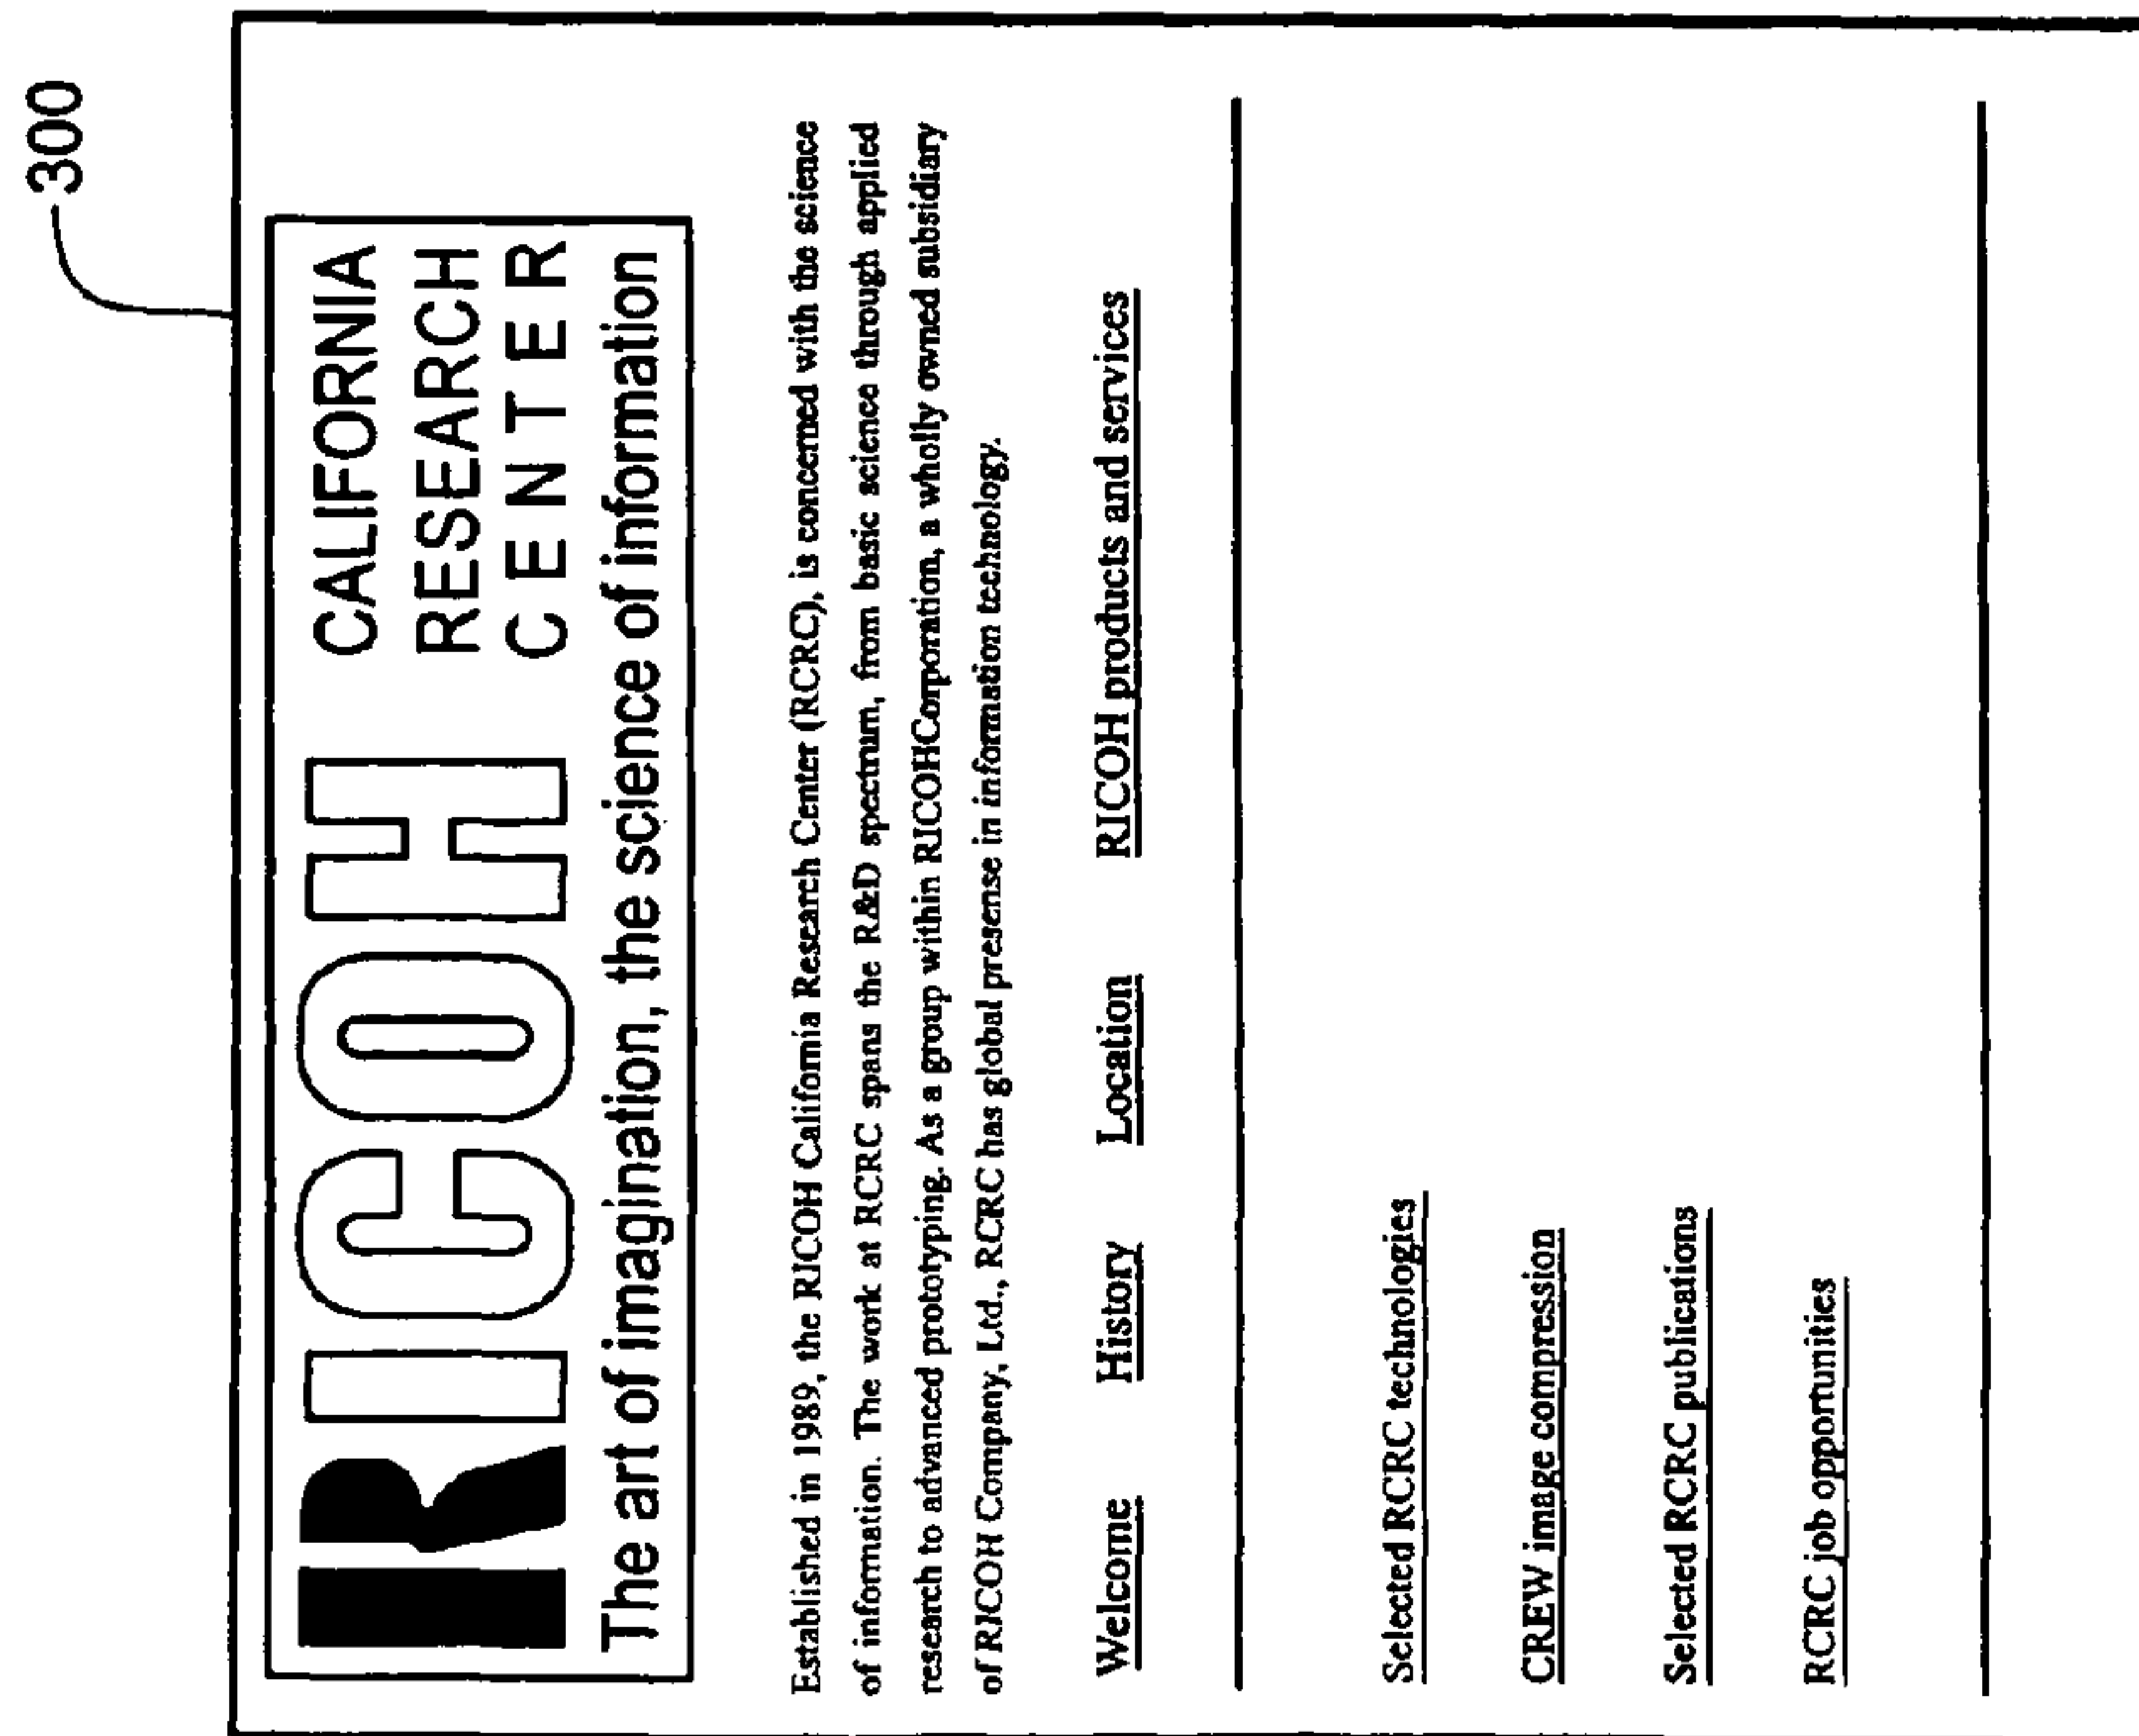 300
RICOH
CALIFORNIA
RESEARCH
CENTER
The art of imagination, the science of information
Established in 1989, the RICOH California Research Center (RCRC), is concerned with the science
of information. The work at RCRC spans the R&D spectrum, from basic science through applied
research to advanced prototyping. As a group within RICOHCorporation, a wholly owned subsidiary
of RICOH Company, Ltd., RCRC has global presense in information technology.
Welcome History Location RICOH products and services
Selected RCRC technologies
CREW image compression
Selected RCRC publications
RCRC job opportunities